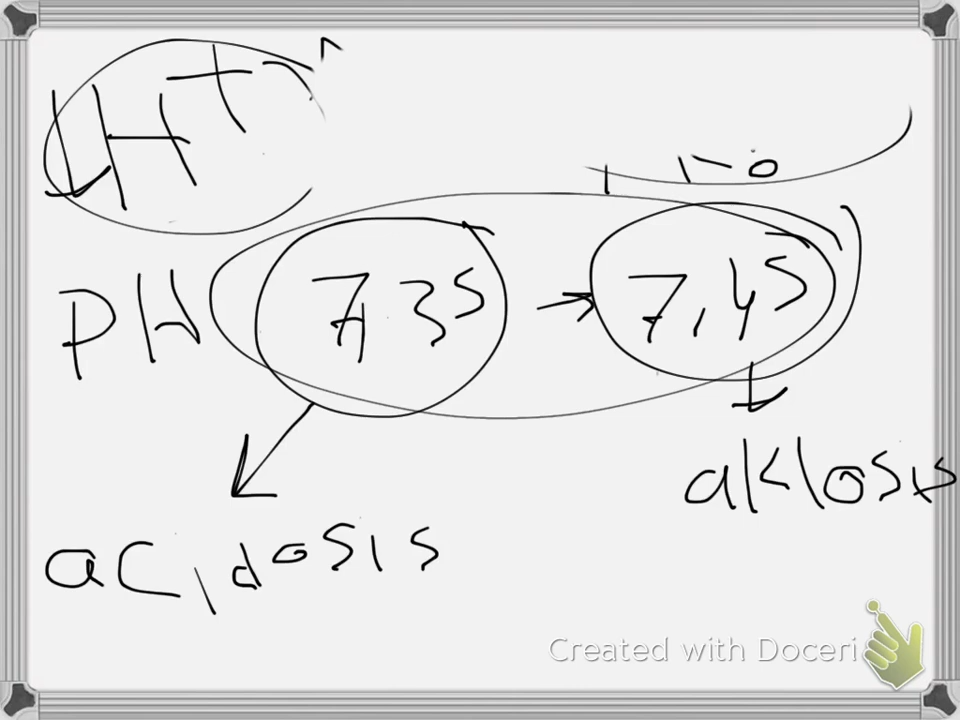 ↓H+
PH 7,35 → 7,45
aklosis
acidosis
Created with Doceri